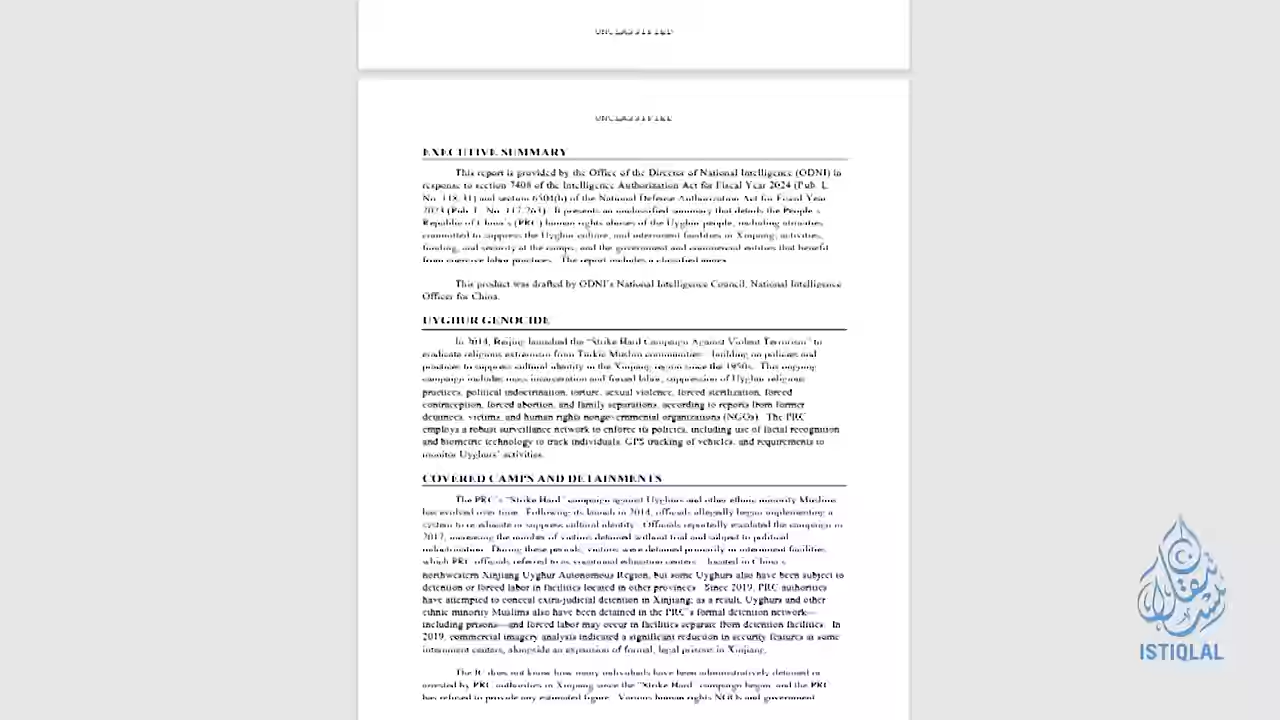 UNCLASSIFIED
UNCLASSIFIED
EXECUTIVE SUMMARY
This report is provided by the Office of the Director of National Intelligence (ODNI) in
response to section 7408 of the Intelligence Authorization Act for Fiscal Year 2024 (Pub. L.
No. 118-31) and section 6504(b) of the National Defense Authorization Act for Fiscal Year
2023 (Pub. L. No. 117-263). It presents an unclassified summary that details the People's
Republic of China's (PRC) human rights abuses of the Uyghur people, including atrocities
committed to suppress the Uyghur culture, and internment facilities in Xinjiang; activities,
funding, and security at the camps; and the government and commercial entities that benefit
from coercive labor practices. The report includes a classified annex.
This product was drafted by ODNI's National Intelligence Council, National Intelligence
Officer for China.
UYGHUR GENOCIDE
In 2014, Beijing launched the "Strike Hard Campaign Against Violent Terrorism" to
eradicate religious extremism from Turkic Muslim communities—building on policies and
practices to suppress cultural identity in the Xinjiang region since the 1950s. This ongoing
campaign includes mass incarceration and forced labor, suppression of Uyghur religious
practices, political indoctrination, torture, sexual violence, forced sterilization, forced
contraception, forced abortion, and family separations, according to reports from former
detainees, victims, and human rights nongovernmental organizations (NGOs). The PRC
employs a robust surveillance network to enforce its policies, including use of facial recognition
and biometric technology to track individuals, GPS tracking of vehicles, and requirements to
monitor Uyghurs' activities.
COVERED CAMPS AND DETAINMENTS
The PRC's "Strike Hard" campaign against Uyghurs and other ethnic minority Muslims
has evolved over time. Following its launch in 2014, officials allegedly began implementing a
system to re-educate or suppress cultural identity. Officials reportedly escalated the campaign in
2017, increasing the number of victims detained without trial and subject to political
indoctrination. During these periods, victims were detained primarily in internment facilities—
which PRC officials referred to as vocational education centers—located in China's
northwestern Xinjiang Uyghur Autonomous Region, but some Uyghurs also have been subject to
detention or forced labor in facilities located in other provinces. Since 2019, PRC authorities
have attempted to conceal extra-judicial detention in Xinjiang; as a result, Uyghurs and other
ethnic minority Muslims also have been detained in the PRC's formal detention network—
including prisons—and forced labor may occur in facilities separate from detention facilities. In
2019, commercial imagery analysis indicated a significant reduction in security features at some
internment centers, alongside an expansion of formal, legal prisons in Xinjiang.
The IC does not know how many individuals have been administratively detained or
arrested by PRC authorities in Xinjiang since the "Strike Hard" campaign began, and the PRC
has refused to provide any estimated figure. Various human rights NGOs and government
ISTIQLAL